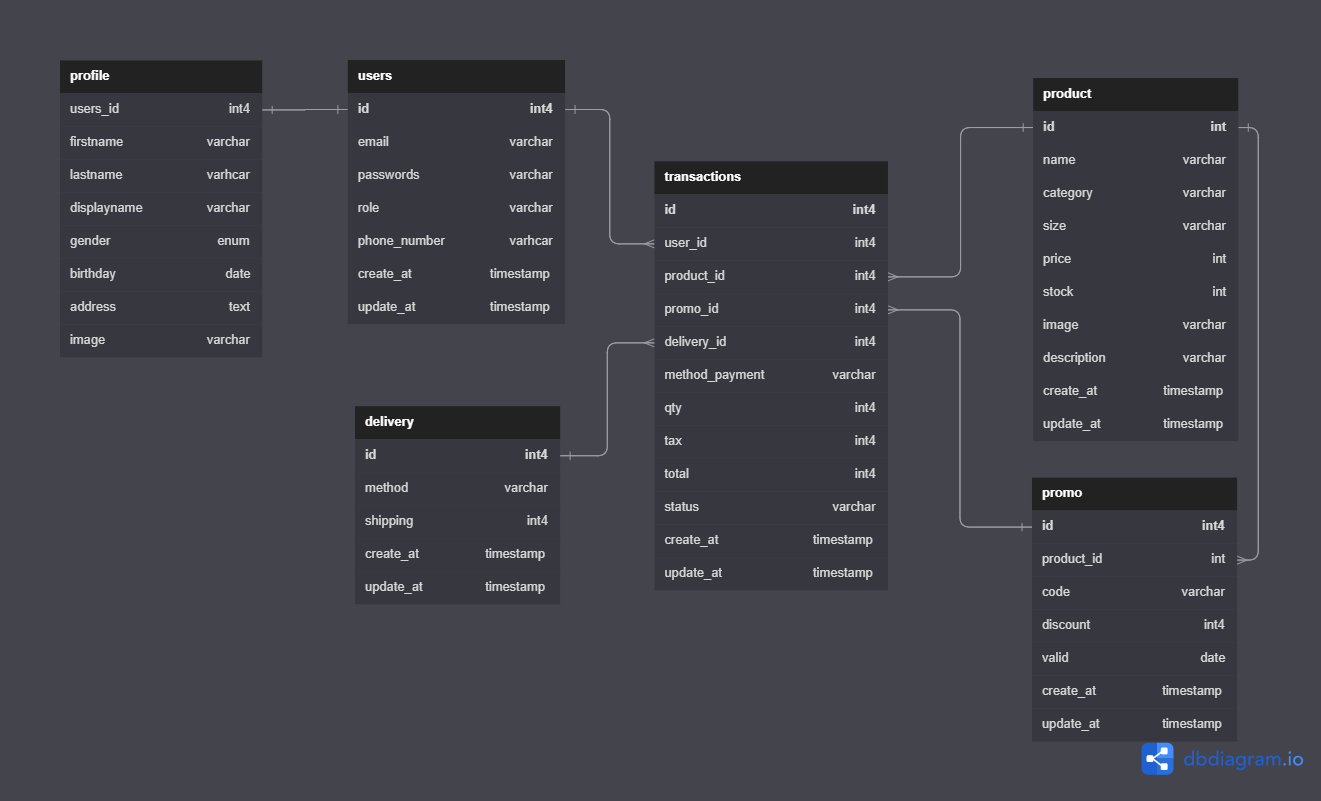 profile
users_id int4
firstname varchar
lastname varhcar
displayname varchar
gender enum
birthday date
address text
image varchar
users
id int4
email varchar
passwords varchar
role varchar
phone_number varhcar
create_at timestamp
update_at timestamp
delivery
id int4
method varchar
shipping int4
create_at timestamp
update_at timestamp
transactions
id int4
user_id int4
product_id int4
promo_id int4
delivery_id int4
method_payment varchar
qty int4
tax int4
total int4
status varchar
create_at timestamp
update_at timestamp
product
id int
name varchar
category varchar
size varchar
price int
stock int
image varchar
description varchar
create_at timestamp
update_at timestamp
promo
id int4
product_id int
code varchar
discount int4
valid date
create_at timestamp
update_at timestamp
dbdiagram.io